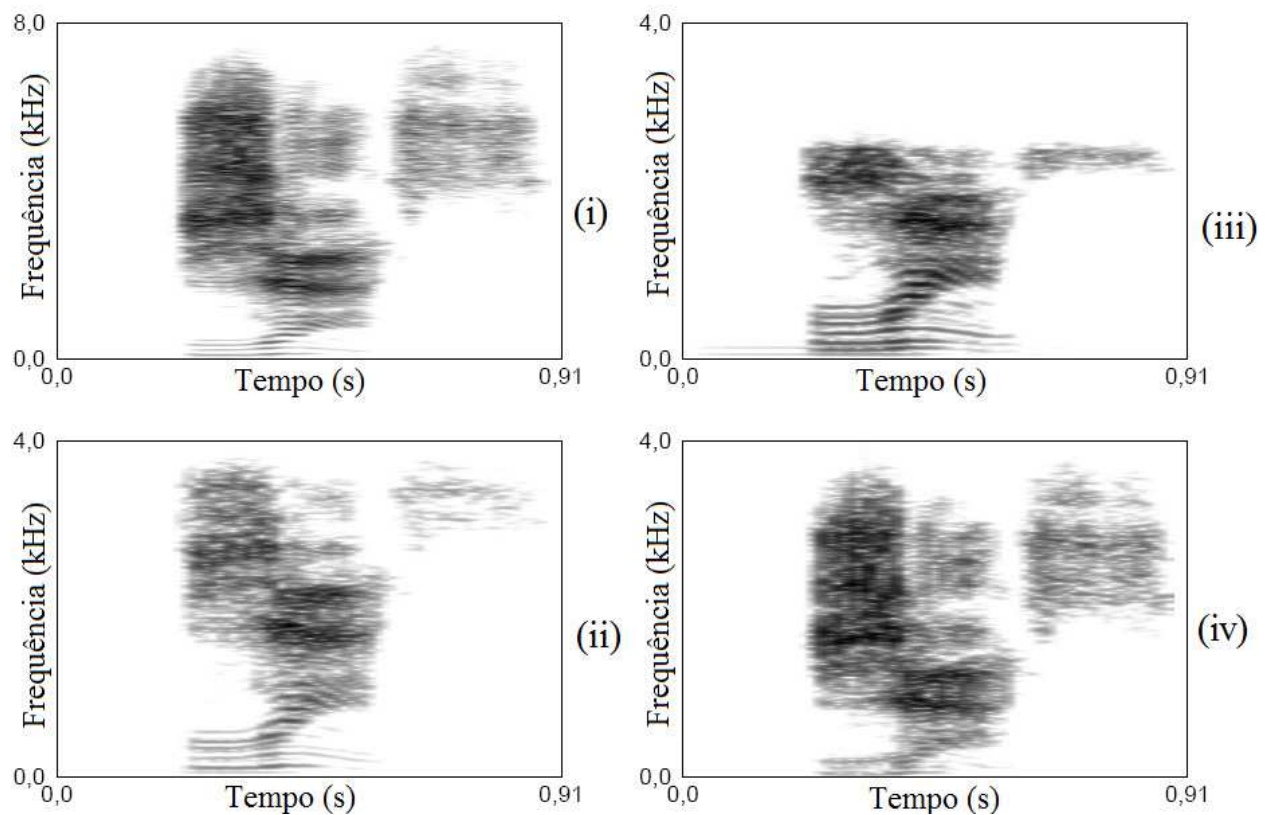 8,0
Frequência (kHz)
0,0
0,0
Tempo (s)
0,91
(i)
4,0
Frequência (kHz)
0,0
0,0
Tempo (s)
0,91
(iii)
4,0
Frequência (kHz)
0,0
0,0
Tempo (s)
0,91
(ii)
4,0
Frequência (kHz)
0,0
0,0
Tempo (s)
0,91
(iv)